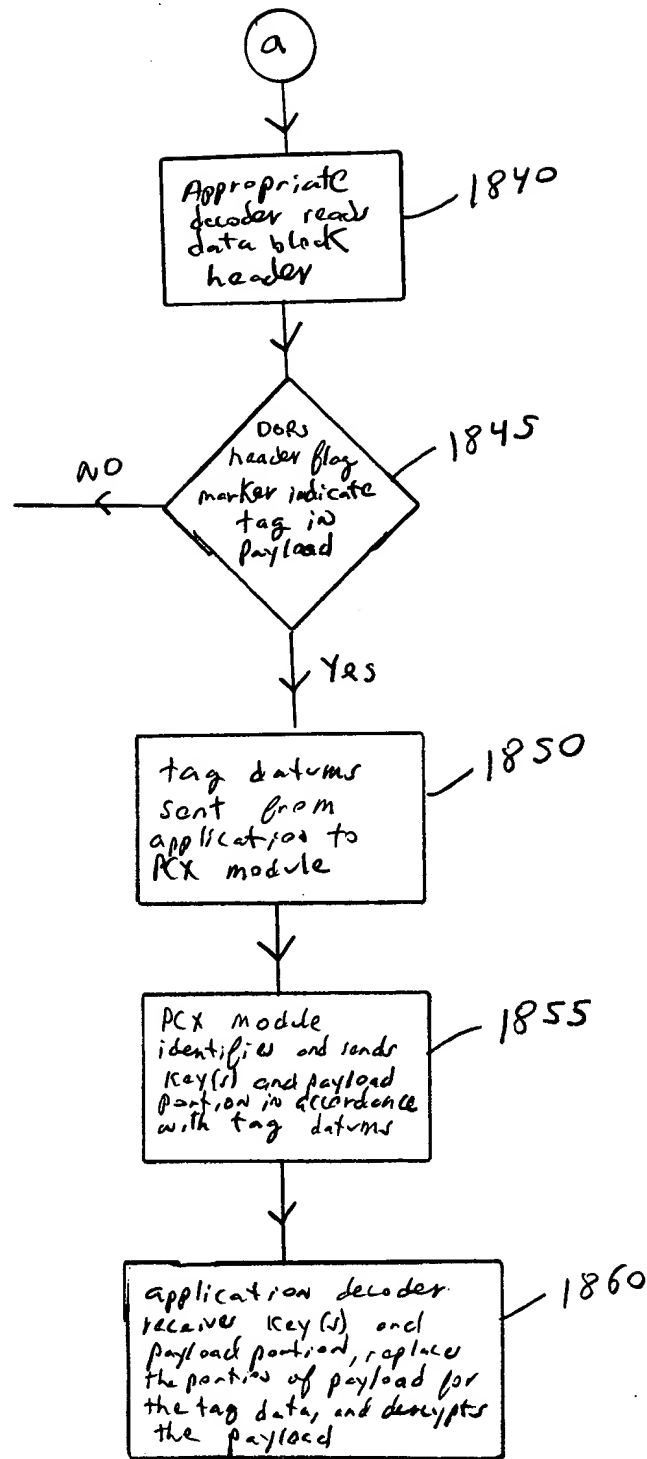 a
Appropriate
decoder reads
data block
header
1840
Does
header flag
marker indicate
tag in
payload
1845
NO
Yes
tag datums
sent from
application to
PCX module
1850
PCX module
identifies and sends
Key(s) and payload
portion in accordance
with tag datums
1855
application decoder
receives Key(s) and
payload portion, replaces
the portion of payload for
the tag data, and decrypts
the payload
1860